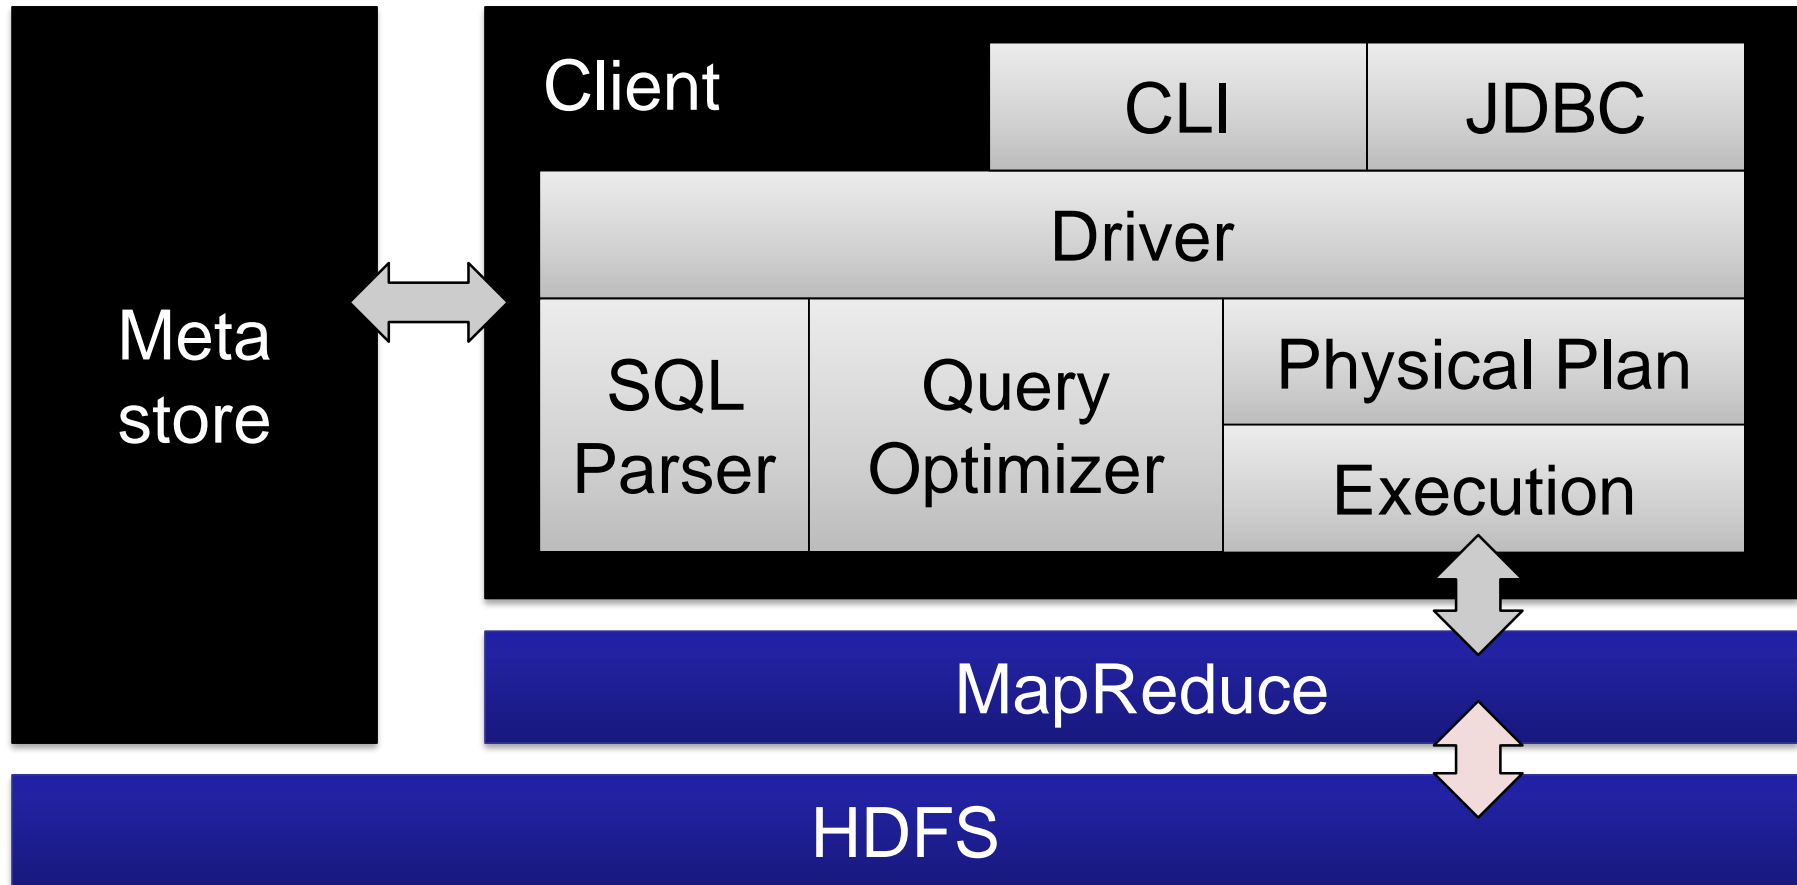 Client
CLI
JDBC
Driver
Meta
store
SQL
Parser
Query
Optimizer
Physical Plan
Execution
MapReduce
HDFS